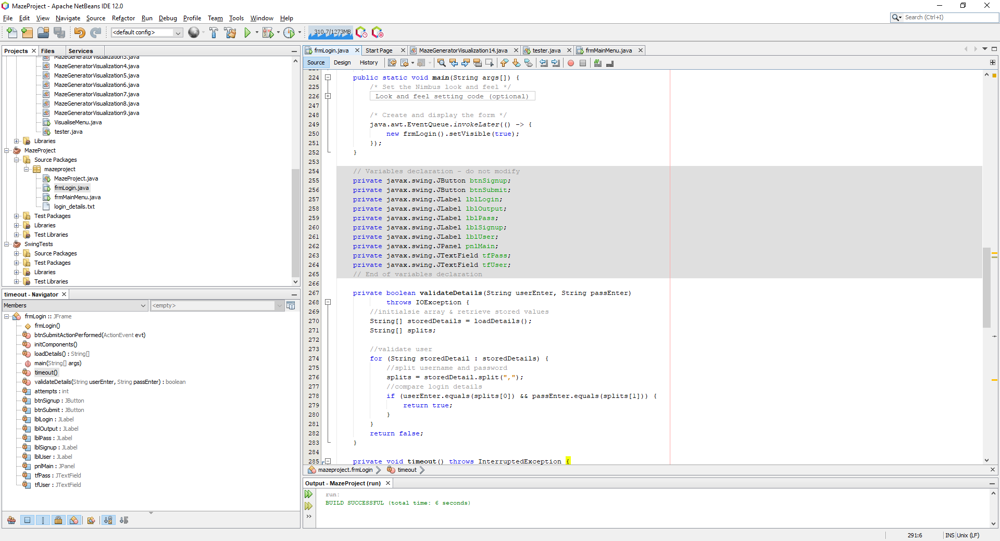 MazeProject - Apache NetBeans IDE 12.0
File Edit View Navigate Source Refactor Run Debug Profile Team Tools Window Help
Search (Ctrl+I)
<default config>
310.7/1273MB
Projects Files Services
MazeGeneratorVisualization3.java
MazeGeneratorVisualization4.java
MazeGeneratorVisualization5.java
MazeGeneratorVisualization6.java
MazeGeneratorVisualization7.java
MazeGeneratorVisualization8.java
MazeGeneratorVisualization9.java
VisualiseMenu.java
tester.java
Libraries
MazeProject
Source Packages
mazeproject
MazeProject.java
frmLogin.java
frmMainMenu.java
login_details.txt
Test Packages
Libraries
Test Libraries
SwingTests
Source Packages
Test Packages
Libraries
Test Libraries
timeout - Navigator
Members
<empty>
frmLogin :: JFrame
frmLogin()
btnSubmitActionPerformed(ActionEvent evt)
initComponents()
loadDetails() : String[]
main(String[] args)
timeout()
validateDetails(String userEnter, String passEnter) : boolean
attempts : int
btnSignup : JButton
btnSubmit : JButton
lblLogin : JLabel
lblOutput : JLabel
lblPass : JLabel
lblSignup : JLabel
lblUser : JLabel
pnlMain : JPanel
tfPass : JTextField
tfUser : JTextField
frmLogin.java Start Page MazeGeneratorVisualization14.java tester.java frmMainMenu.java
Source Design History
224 public static void main(String args[]) {
225 /* Set the Nimbus look and feel */
226 Look and feel setting code (optional)
247
248 /* Create and display the form */
249 java.awt.EventQueue.invokeLater(() -> {
250 new frmLogin().setVisible(true);
251 });
252 }
253
254 // Variables declaration - do not modify
255 private javax.swing.JButton btnSignup;
256 private javax.swing.JButton btnSubmit;
257 private javax.swing.JLabel lblLogin;
258 private javax.swing.JLabel lblOutput;
259 private javax.swing.JLabel lblPass;
260 private javax.swing.JLabel lblSignup;
261 private javax.swing.JLabel lblUser;
262 private javax.swing.JPanel pnlMain;
263 private javax.swing.JTextField tfPass;
264 private javax.swing.JTextField tfUser;
265 // End of variables declaration
266
267 private boolean validateDetails(String userEnter, String passEnter)
268 throws IOException {
269 //initialsie array & retrieve stored values
270 String[] storedDetails = loadDetails();
271 String[] splits;
272
273 //validate user
274 for (String storedDetail : storedDetails) {
275 //split username and password
276 splits = storedDetail.split(",");
277 //compare login details
278 if (userEnter.equals(splits[0]) && passEnter.equals(splits[1])) {
279 return true;
280 }
281 }
282 return false;
283 }
284
285 private void timeout() throws InterruptedException {
mazeproject.frmLogin timeout
Output - MazeProject (run)
run:
BUILD SUCCESSFUL (total time: 6 seconds)
291:6 INS Unix (LF)